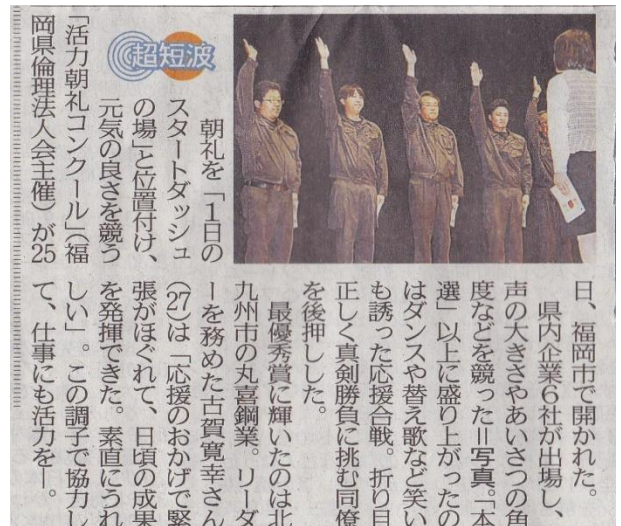 超短波
朝礼を「1日の
スタートダッシュ
の場」と位置付け、
元気の良さを競う
「活力朝礼コンクール」(福
岡県倫理法人会主催)が25
日、福岡市で開かれた。
県内企業6社が出場し、
声の大きさやあいさつの角
度などを競った=写真。「本
選」以上に盛り上がったの
はダンスや替え歌など笑い
も誘った応援合戦。折り目
正しく真剣勝負に挑む同僚
を後押しした。
最優秀賞に輝いたのは北
九州市の丸喜鋼業。リーダ
ーを務めた古賀寛幸さん
(27)は「応援のおかげで緊
張がほぐれて、日頃の成果
を発揮できた。素直にうれ
しい」。この調子で協力し
て、仕事にも活力を—。